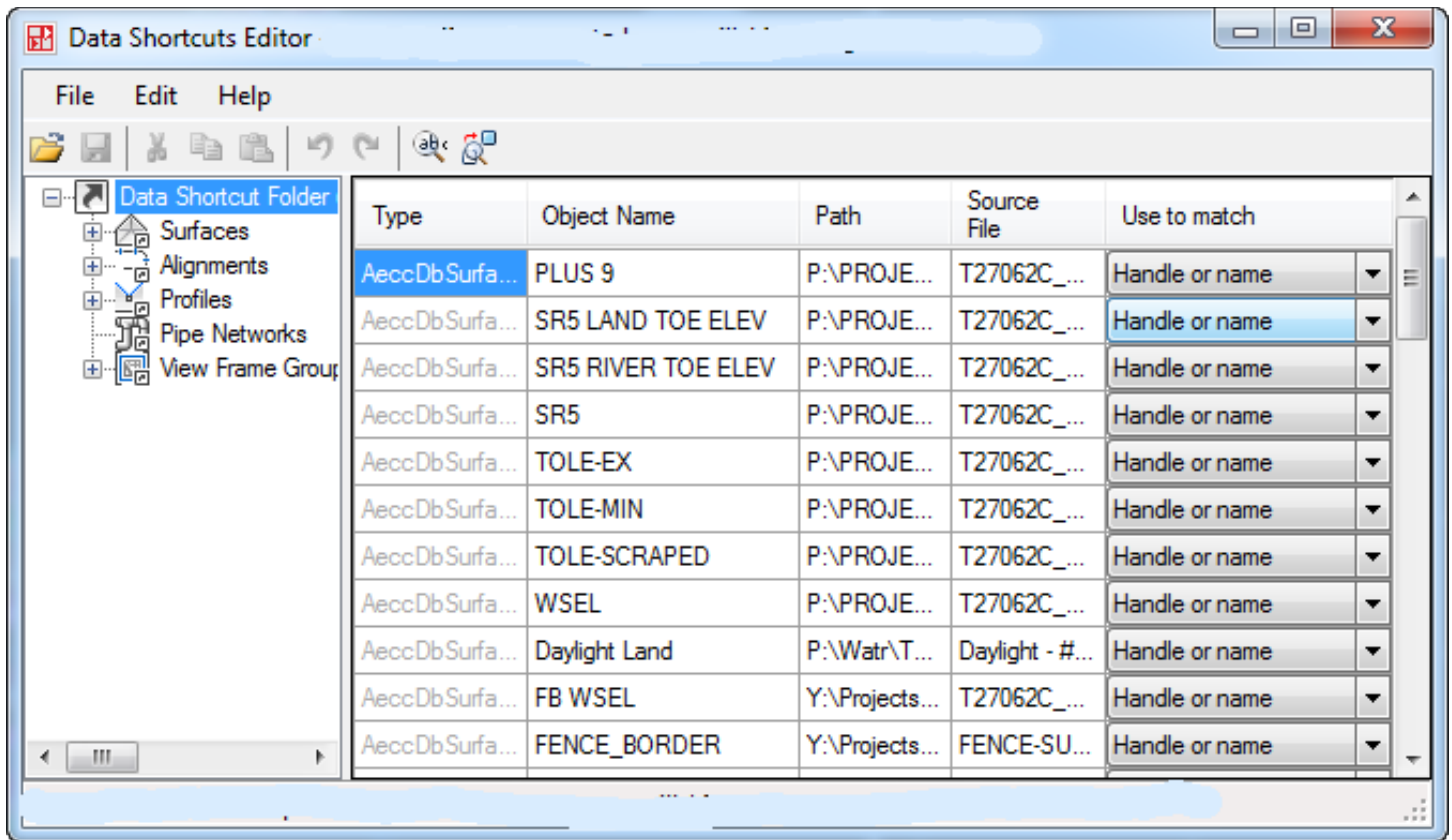 Data Shortcuts Editor
File Edit Help
Data Shortcut Folder
Surfaces
Alignments
Profiles
Pipe Networks
View Frame Group
Type Object Name Path Source File Use to match
AeccDbSurfa... PLUS 9 P:\PROJE... T27062C_... Handle or name
AeccDbSurfa... SR5 LAND TOE ELEV P:\PROJE... T27062C_... Handle or name
AeccDbSurfa... SR5 RIVER TOE ELEV P:\PROJE... T27062C_... Handle or name
AeccDbSurfa... SR5 P:\PROJE... T27062C_... Handle or name
AeccDbSurfa... TOLE-EX P:\PROJE... T27062C_... Handle or name
AeccDbSurfa... TOLE-MIN P:\PROJE... T27062C_... Handle or name
AeccDbSurfa... TOLE-SCRAPED P:\PROJE... T27062C_... Handle or name
AeccDbSurfa... WSEL P:\PROJE... T27062C_... Handle or name
AeccDbSurfa... Daylight Land P:\Watr\T... Daylight - #... Handle or name
AeccDbSurfa... FB WSEL Y:\Projects... T27062C_... Handle or name
AeccDbSurfa... FENCE_BORDER Y:\Projects... FENCE-SU... Handle or name